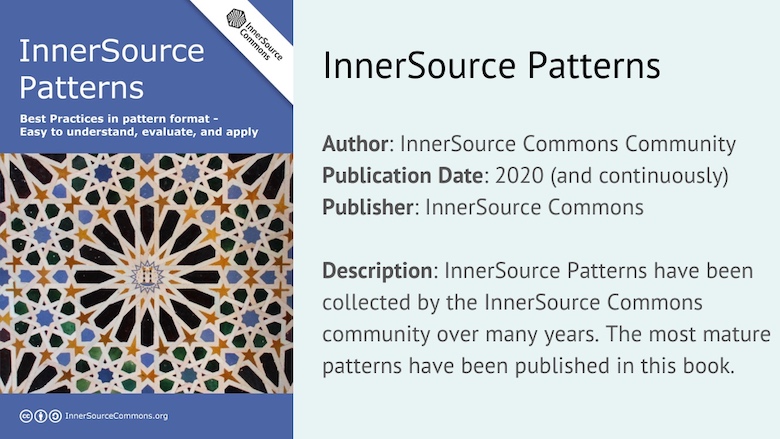 InnerSource
Commons
InnerSource
Patterns
Best Practices in pattern format -
Easy to understand, evaluate, and apply
cc InnerSourceCommons.org
InnerSource Patterns
Author: InnerSource Commons Community
Publication Date: 2020 (and continuously)
Publisher: InnerSource Commons
Description: InnerSource Patterns have been
collected by the InnerSource Commons
community over many years. The most mature
patterns have been published in this book.